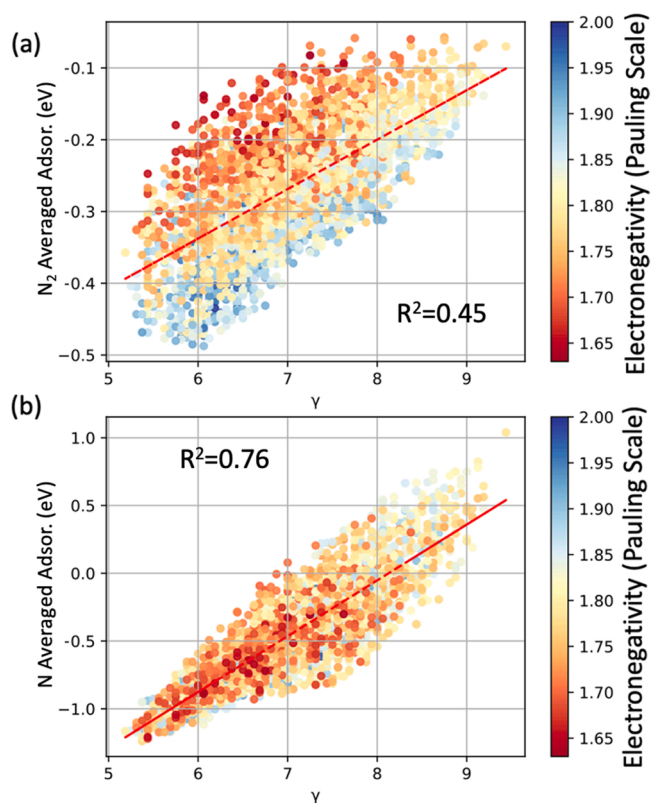 (a)
N₂ Averaged Adsor. (eV)
-0.1
-0.2
-0.3
-0.4
−0.5
5 6 7 8 9
γ
R²=0.45
2.00
1.95
1.90
1.85
1.80
1.75
1.70
1.65
Electronegativity (Pauling Scale)
(b)
N Averaged Adsor. (eV)
1.0
0.5
0.0
-0.5
−1.0
5 6 7 8 9
γ
R²=0.76
2.00
1.95
1.90
1.85
1.80
1.75
1.70
1.65
Electronegativity (Pauling Scale)